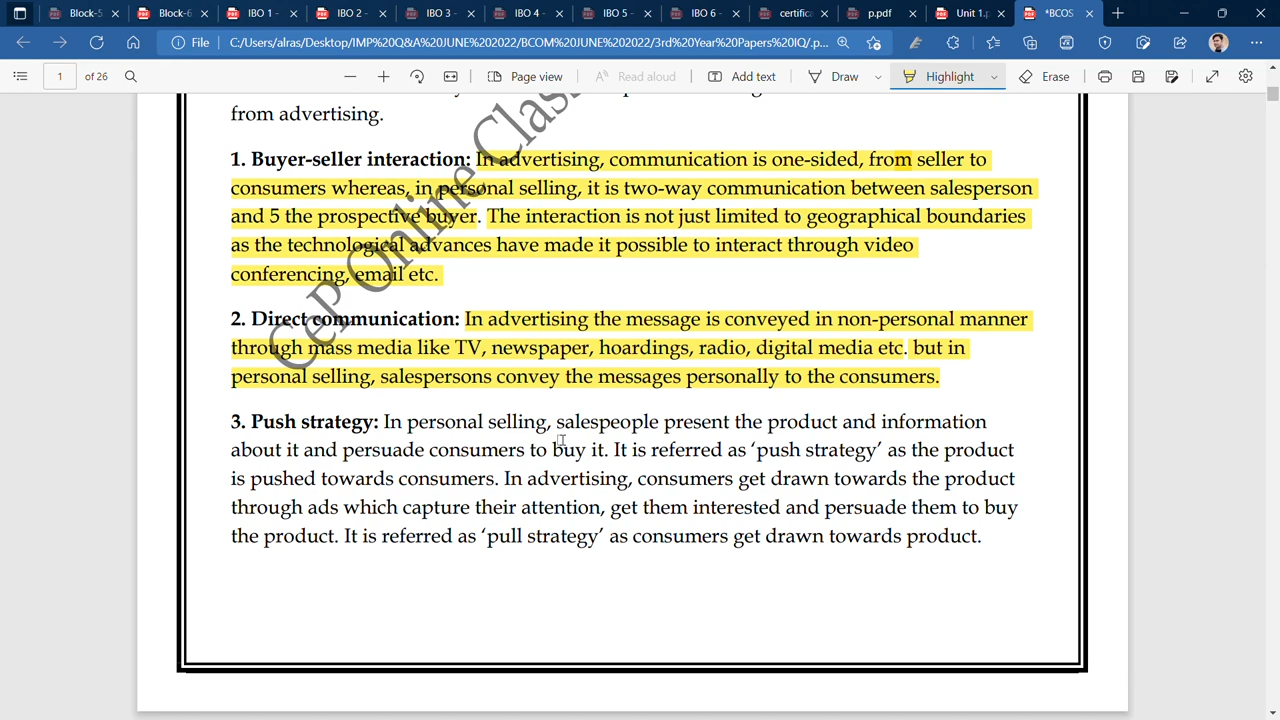 Block-5
Block-6
IBO 1 -
IBO 2 -
IBO 3 -
IBO 4 -
IBO 5 -
IBO 6 -
certifica
p.pdf
Unit 1.p
*BCOS
File
C:/Users/alras/Desktop/IMP%20Q&A%20JUNE%202022/BCOM%20JUNE%202022/3rd%20Year%20Papers%20IQ/.p...
1 of 26
Page view
Read aloud
Add text
Draw
Highlight
Erase
from advertising.
1. Buyer-seller interaction: In advertising, communication is one-sided, from seller to
consumers whereas, in personal selling, it is two-way communication between salesperson
and 5 the prospective buyer. The interaction is not just limited to geographical boundaries
as the technological advances have made it possible to interact through video
conferencing, email etc.
2. Direct communication: In advertising the message is conveyed in non-personal manner
through mass media like TV, newspaper, hoardings, radio, digital media etc. but in
personal selling, salespersons convey the messages personally to the consumers.
3. Push strategy: In personal selling, salespeople present the product and information
about it and persuade consumers to buy it. It is referred as ‘push strategy’ as the product
is pushed towards consumers. In advertising, consumers get drawn towards the product
through ads which capture their attention, get them interested and persuade them to buy
the product. It is referred as ‘pull strategy’ as consumers get drawn towards product.
CeP Online Clas